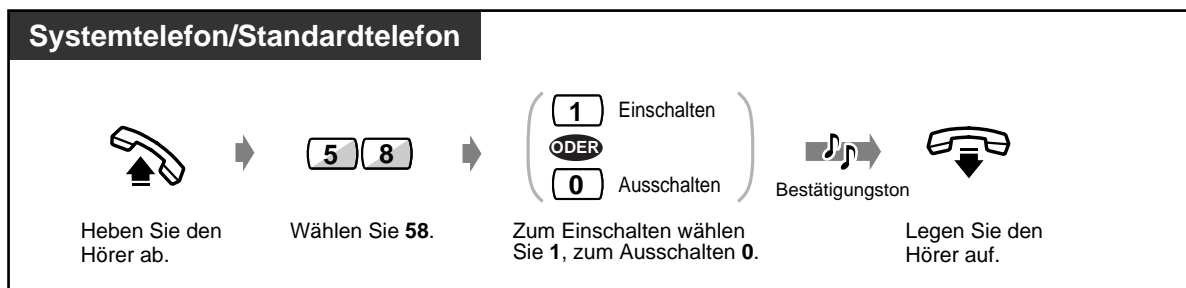 Systemtelefon/Standardtelefon
1 Einschalten
ODER
0 Ausschalten
5 8
Bestätigungston
Heben Sie den
Hörer ab.
Wählen Sie 58.
Zum Einschalten wählen
Sie 1, zum Ausschalten 0.
Legen Sie den
Hörer auf.